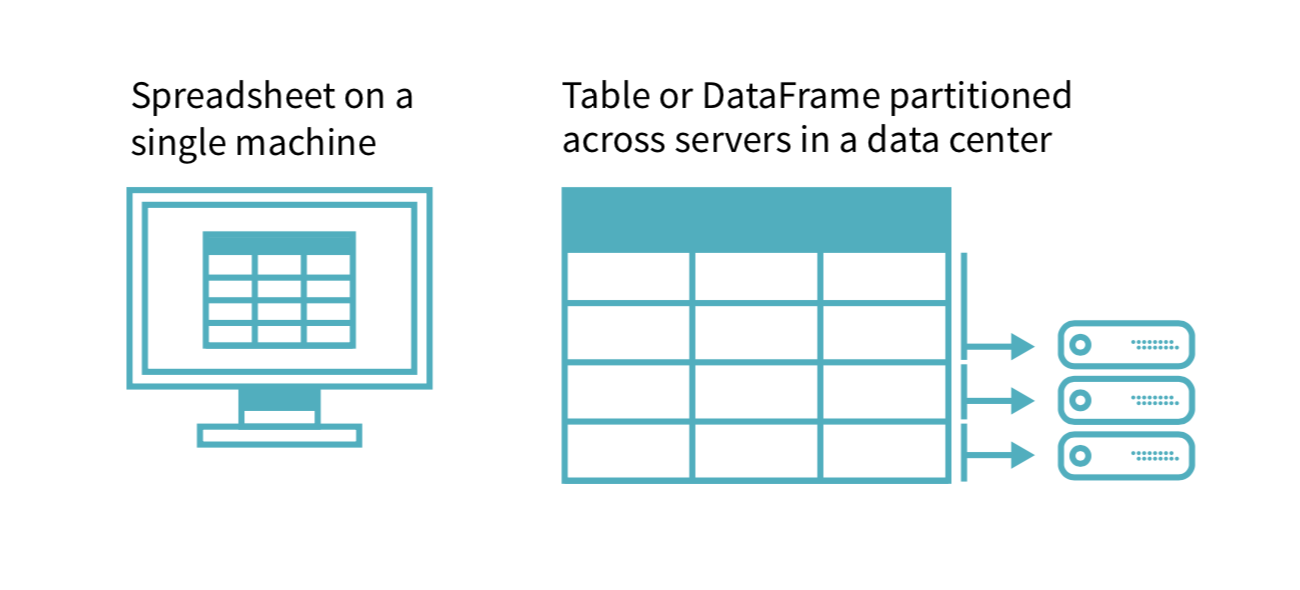 Spreadsheet on a
single machine
Table or DataFrame partitioned
across servers in a data center